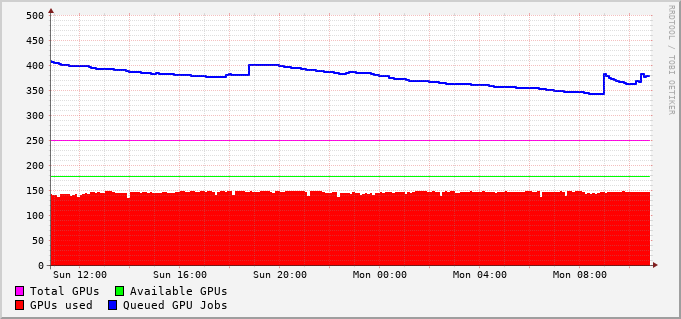 500
450
400
350
300
250
200
150
100
50
0
Sun 12:00 Sun 16:00 Sun 20:00 Mon 00:00 Mon 04:00 Mon 08:00
Total GPUs Available GPUs
GPUs used Queued GPU Jobs
RRDTOOL / TOBI OETIKER